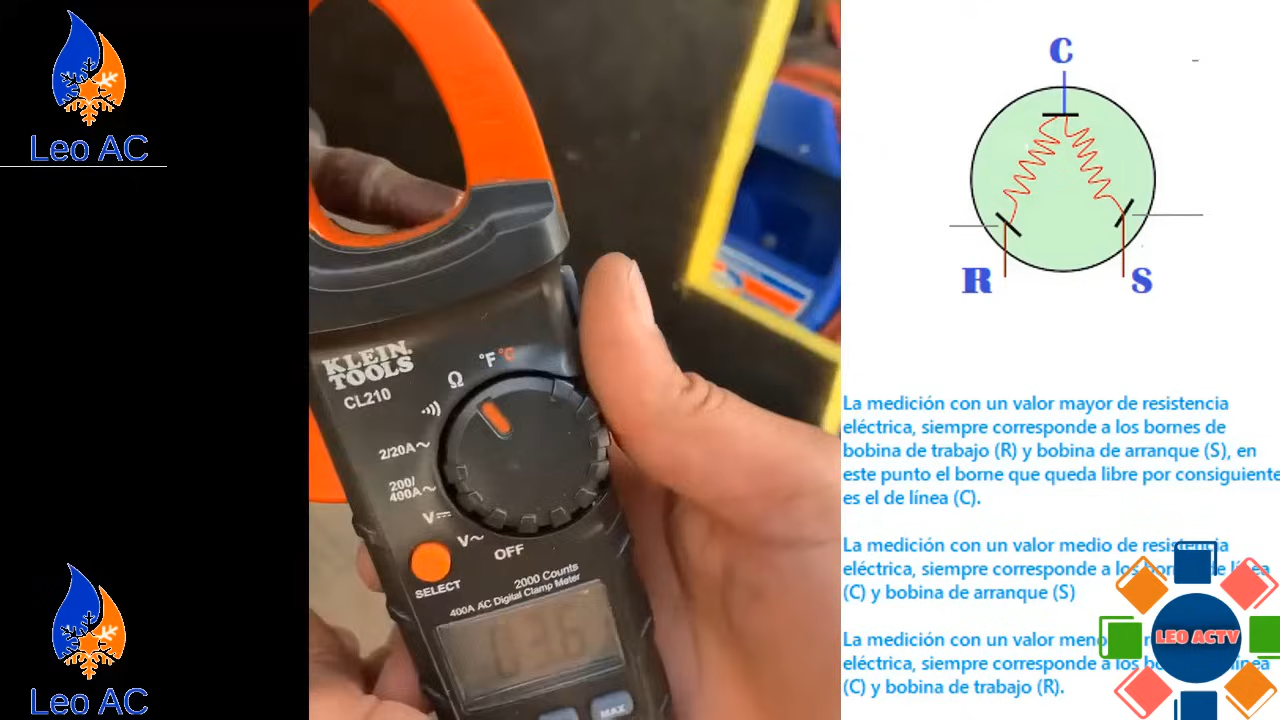 Leo AC
KLEIN
TOOLS
CL210
°F °C
Ω
2/20A~
200/
400A~
V
V~
OFF
SELECT
2000 Counts
400A AC Digital Clamp Meter
MAX
C
R
S
La medición con un valor mayor de resistencia
eléctrica, siempre corresponde a los bornes de
bobina de trabajo (R) y bobina de arranque (S), en
este punto el borne que queda libre por consiguiente
es el de línea (C).
La medición con un valor medio de resistencia
eléctrica, siempre corresponde a los
(C) y bobina de arranque (S)
La medición con un valor
eléctrica, siempre corresponde a los
(C) y bobina de trabajo (R).
LEO ACTV
Leo AC